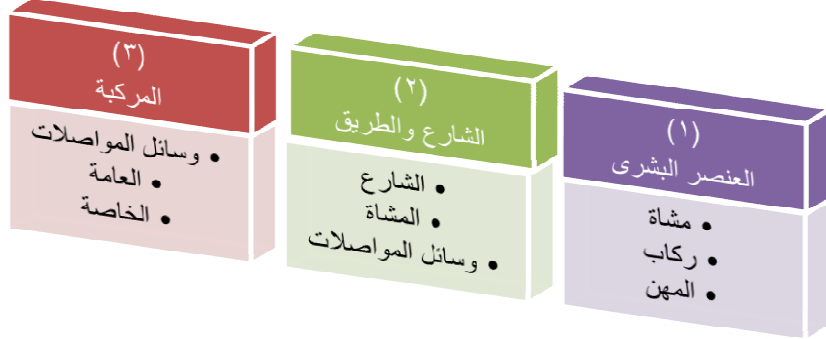 (١)
العنصر البشرى
• مشاة
• ركاب
• المهن
(٢)
الشارع والطريق
• الشارع
• المشاة
• وسائل المواصلات
(٣)
المركبة
• وسائل المواصلات
• العامة
• الخاصة